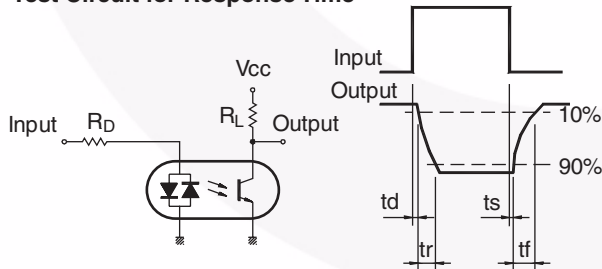 Test Circuit for Response Time
Input
Output
Vcc
RL
Input
RD
Output
10%
90%
td
ts
tr
tf